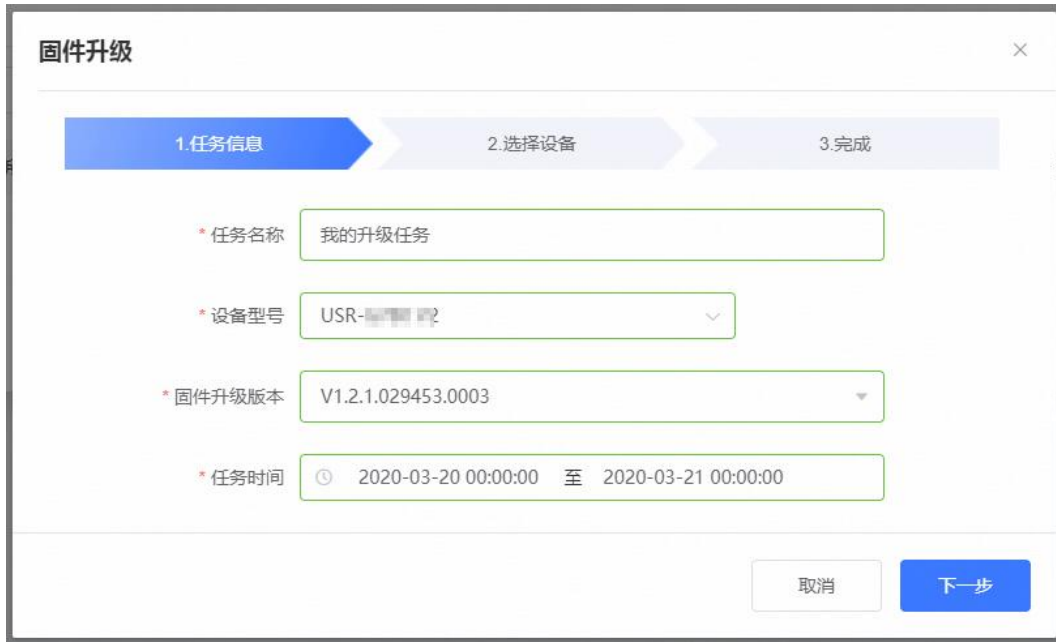 固件升级
1.任务信息 2.选择设备 3.完成
* 任务名称 我的升级任务
* 设备型号 USR-
* 固件升级版本 V1.2.1.029453.0003
* 任务时间 2020-03-20 00:00:00 至 2020-03-21 00:00:00
取消 下一步